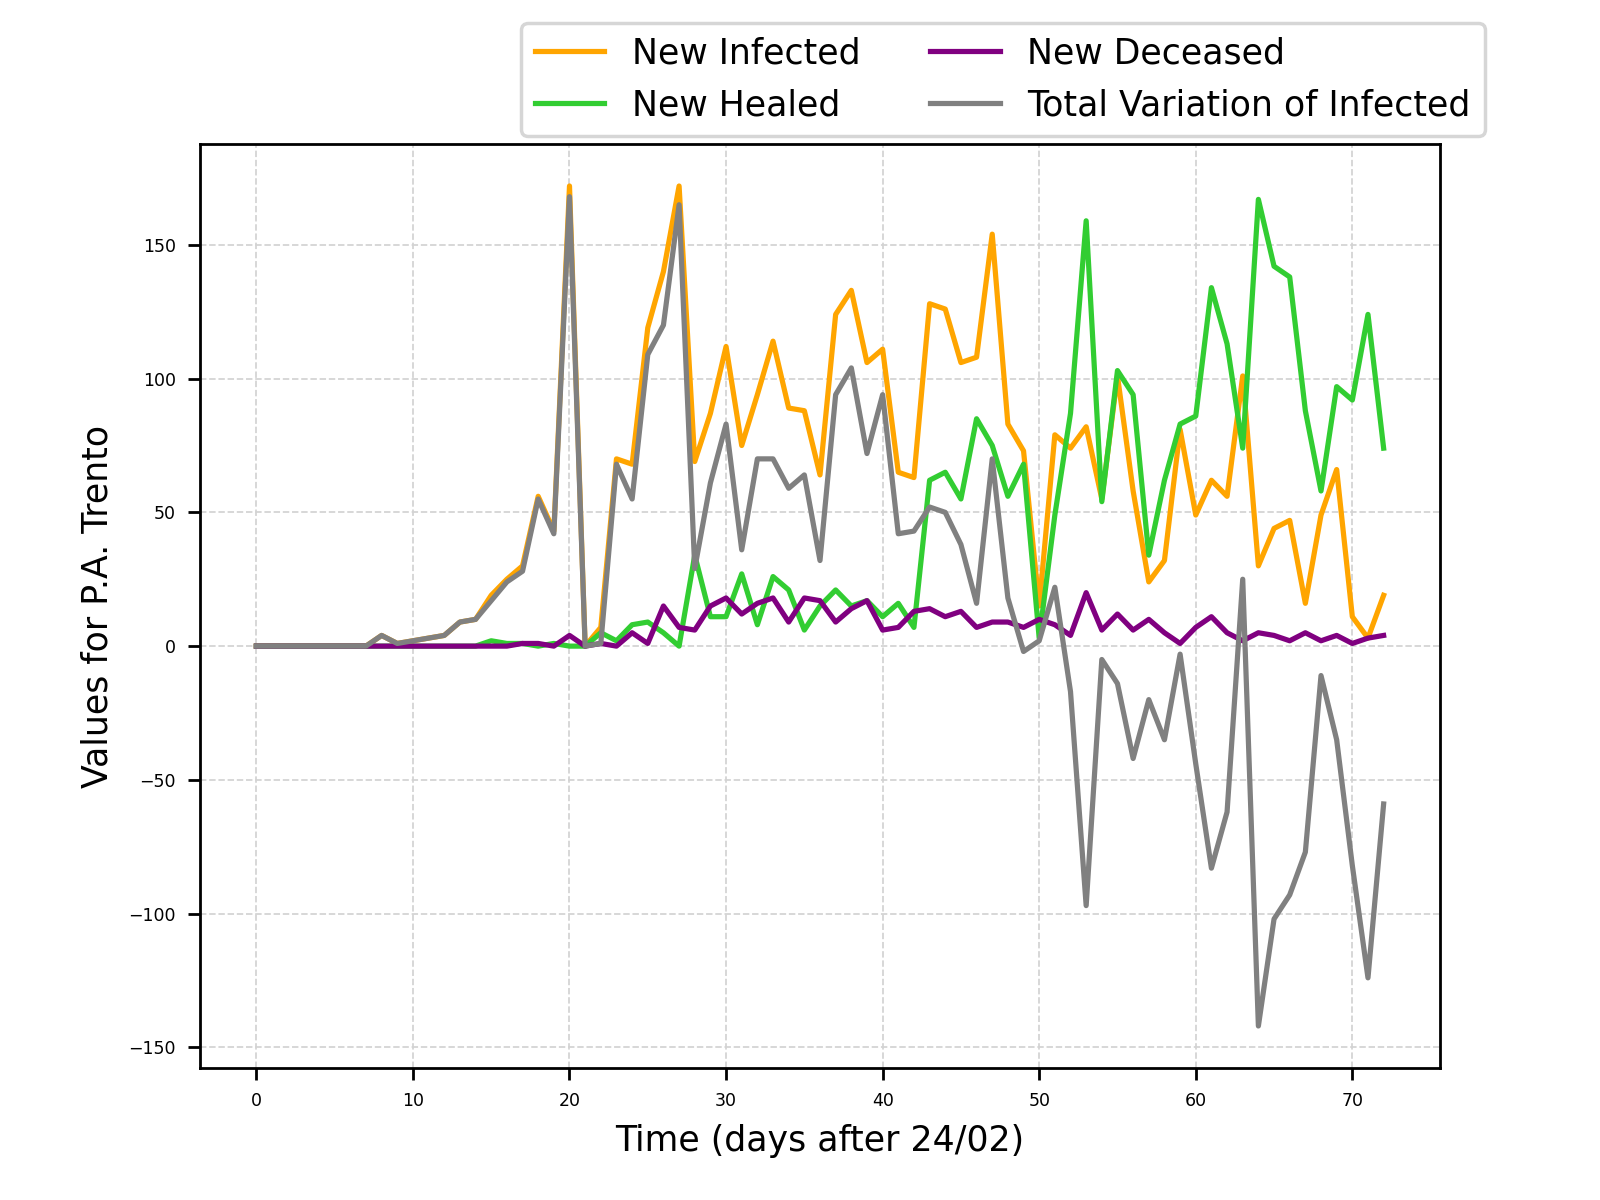 New Infected
New Healed
New Deceased
Total Variation of Infected
Values for P.A. Trento
150
100
50
0
−50
−100
−150
0 10 20 30 40 50 60 70
Time (days after 24/02)